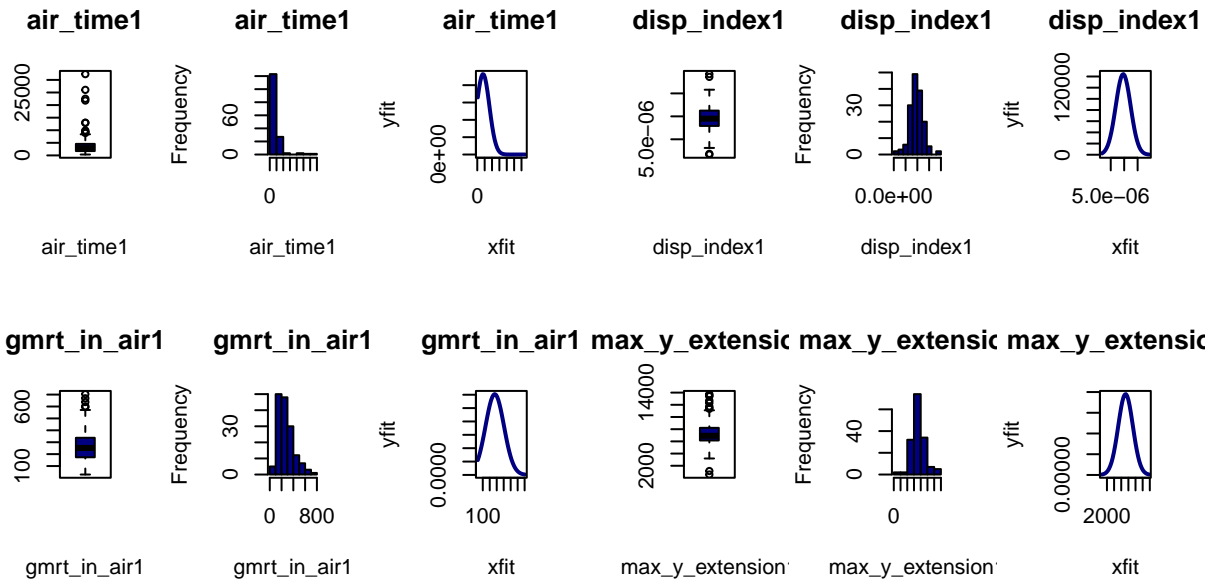 air_time1 air_time1 air_time1 disp_index1 disp_index1 disp_index1
0 25000
Frequency
0 60
0
yfit
0e+00
0
5.0e−06
0 30
0.0e+00
yfit
0 120000
5.0e−06
air_time1 air_time1 xfit disp_index1 disp_index1 xfit
gmrt_in_air1 gmrt_in_air1 gmrt_in_air1 max_y_extensic max_y_extensic max_y_extensic
100 600
Frequency
0 30
0 800
yfit
0.0000
100
2000 14000
Frequency
0 40
0
yfit
0.00000
2000
gmrt_in_air1 gmrt_in_air1 xfit max_y_extension1 max_y_extension1 xfit